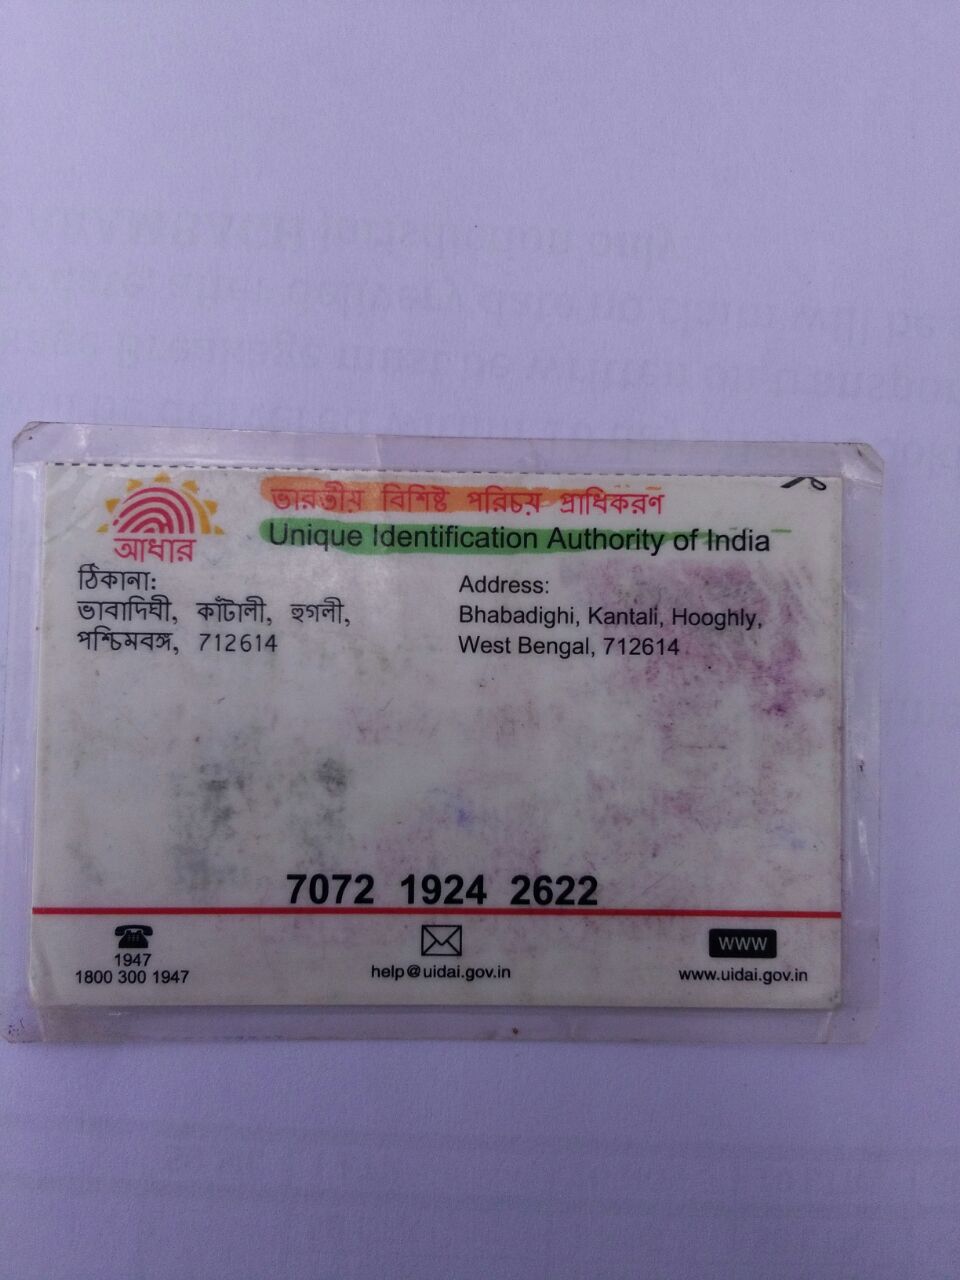 ভারতীয় বিশিষ্ট পরিচয় প্রাধিকরণ
Unique Identification Authority of India
আধার
ঠিকানা:
ভাবাদিঘী, কাঁটালী, হুগলী,
পশ্চিমবঙ্গ, 712614
Address:
Bhabadighi, Kantali, Hooghly,
West Bengal, 712614
7072 1924 2622
1947
1800 300 1947
help@uidai.gov.in
WWW
www.uidai.gov.in